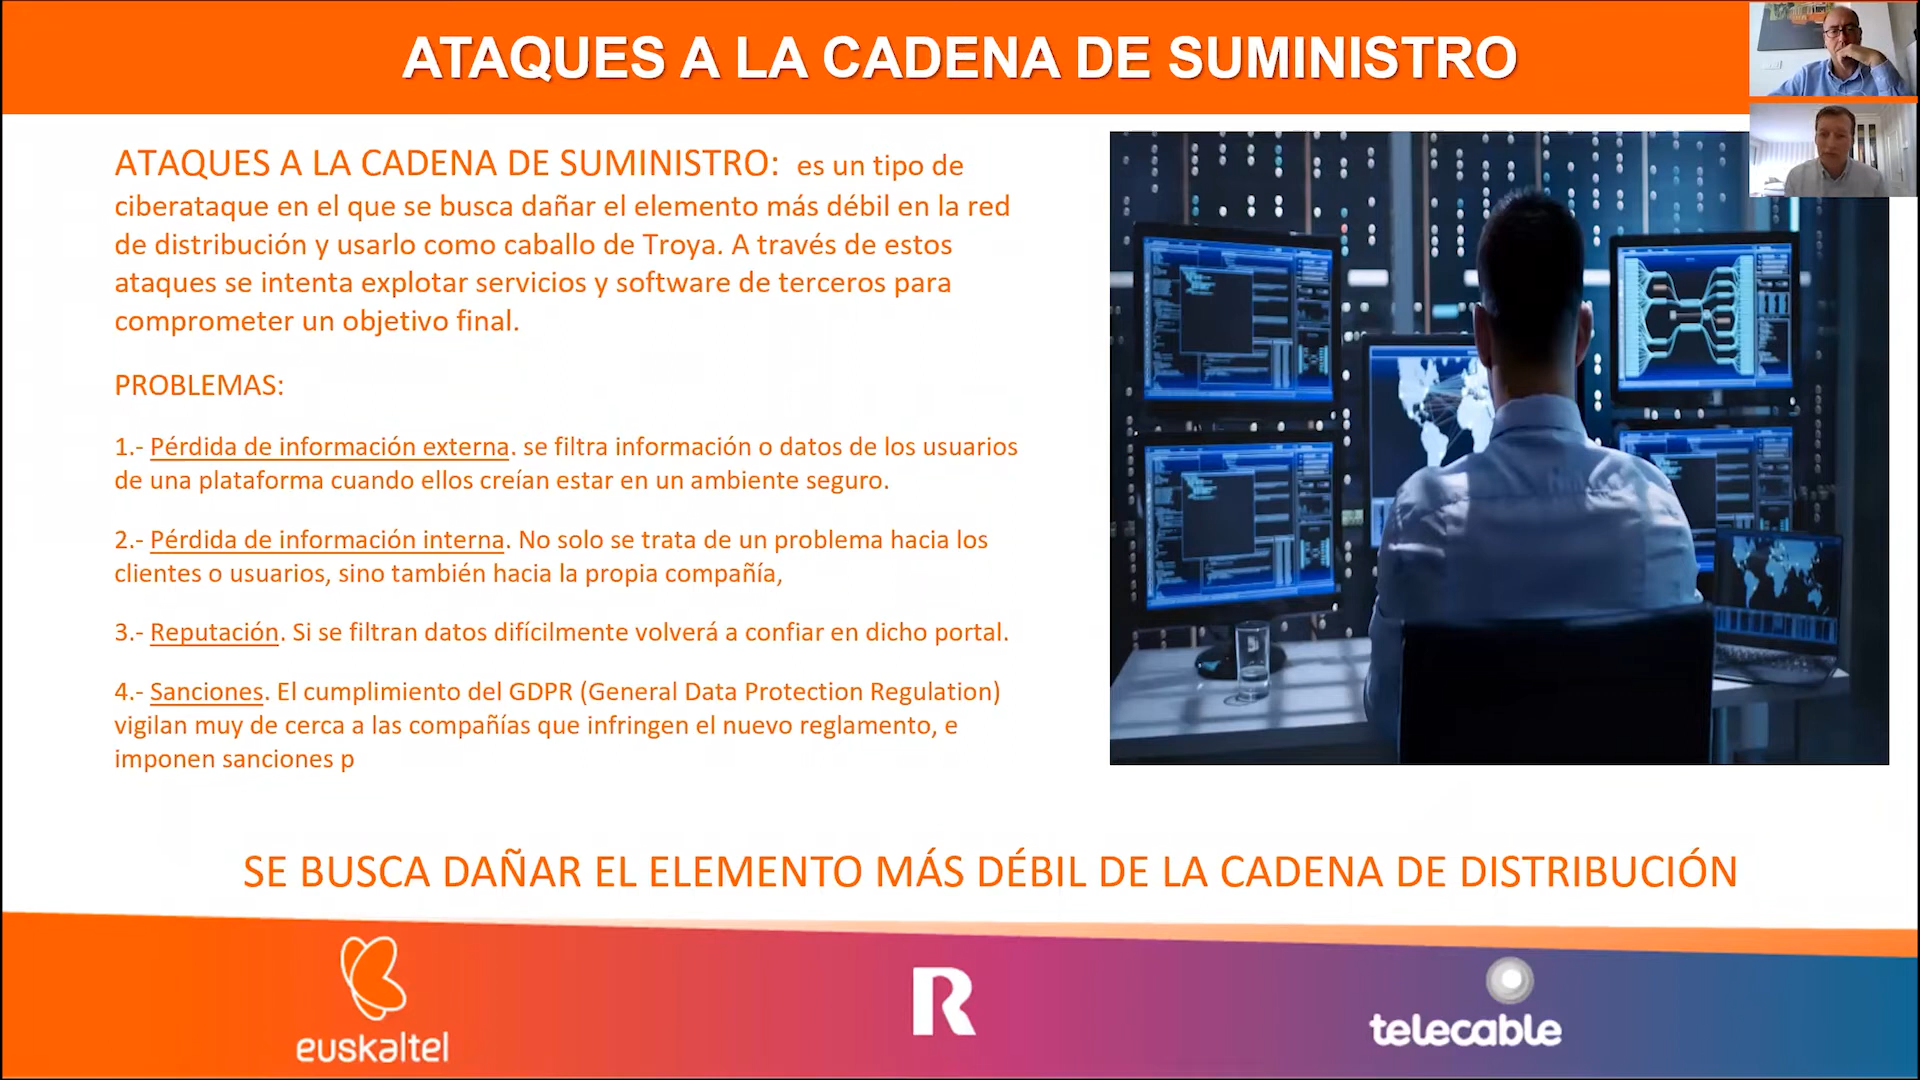 ATAQUES A LA CADENA DE SUMINISTRO
ATAQUES A LA CADENA DE SUMINISTRO: es un tipo de
ciberataque en el que se busca dañar el elemento más débil en la red
de distribución y usarlo como caballo de Troya. A través de estos
ataques se intenta explotar servicios y software de terceros para
comprometer un objetivo final.
PROBLEMAS:
1.- Pérdida de información externa. se filtra información o datos de los usuarios
de una plataforma cuando ellos creían estar en un ambiente seguro.
2.- Pérdida de información interna. No solo se trata de un problema hacia los
clientes o usuarios, sino también hacia la propia compañía,
3.- Reputación. Si se filtran datos difícilmente volverá a confiar en dicho portal.
4.- Sanciones. El cumplimiento del GDPR (General Data Protection Regulation)
vigilan muy de cerca a las compañías que infringen el nuevo reglamento, e
imponen sanciones p
SE BUSCA DAÑAR EL ELEMENTO MÁS DÉBIL DE LA CADENA DE DISTRIBUCIÓN
euskaltel
R
telecable